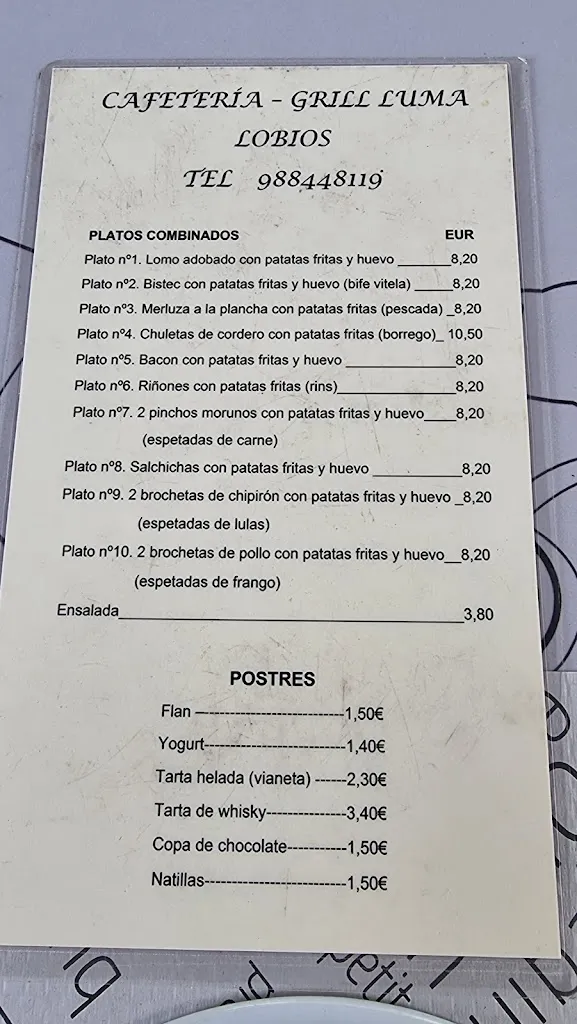 CAFETERÍA – GRILL LUMA
LOBIOS
TEL 988448119
PLATOS COMBINADOS EUR
Plato nº1. Lomo adobado con patatas fritas y huevo _______8,20
Plato nº2. Bistec con patatas fritas y huevo (bife vitela) _____8,20
Plato nº3. Merluza a la plancha con patatas fritas (pescada) _8,20
Plato nº4. Chuletas de cordero con patatas fritas (borrego)_ 10,50
Plato nº5. Bacon con patatas fritas y huevo _______________8,20
Plato nº6. Riñones con patatas fritas (rins)________________8,20
Plato nº7. 2 pinchos morunos con patatas fritas y huevo____8,20
(espetadas de carne)
Plato nº8. Salchichas con patatas fritas y huevo ___________8,20
Plato nº9. 2 brochetas de chipirón con patatas fritas y huevo _8,20
(espetadas de lulas)
Plato nº10. 2 brochetas de pollo con patatas fritas y huevo__8,20
(espetadas de frango)
Ensalada___________________________________________3,80
POSTRES
Flan ---------------------------1,50€
Yogurt--------------------------1,40€
Tarta helada (vianeta) ------2,30€
Tarta de whisky---------------3,40€
Copa de chocolate-----------1,50€
Natillas--------------------------1,50€